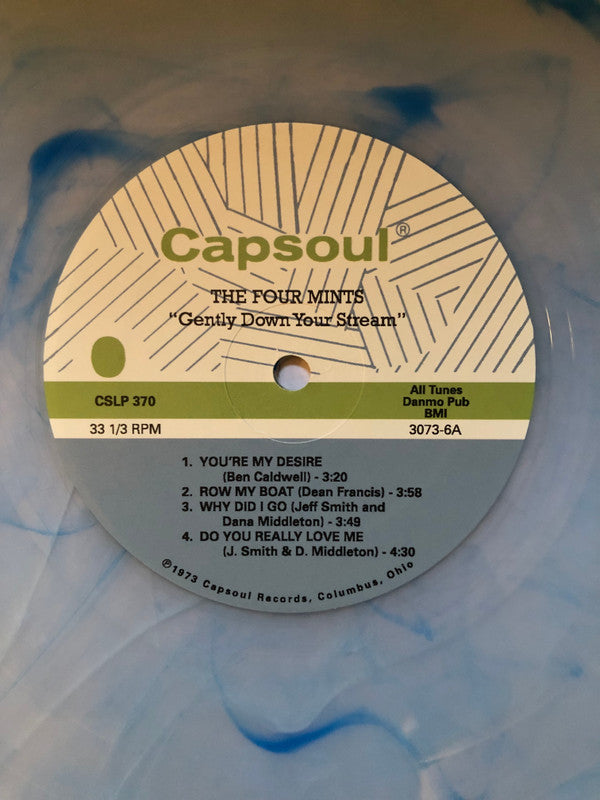 Capsoul®
THE FOUR MINTS
"Gently Down Your Stream"
CSLP 370
33 1/3 RPM
All Tunes
Danmo Pub
BMI
3073-6A
1. YOU'RE MY DESIRE
(Ben Caldwell) - 3:20
2. ROW MY BOAT (Dean Francis) - 3:58
3. WHY DID I GO (Jeff Smith and
Dana Middleton) - 3:49
4. DO YOU REALLY LOVE ME
(J. Smith & D. Middleton) - 4:30
℗1973 Capsoul Records, Columbus, Ohio